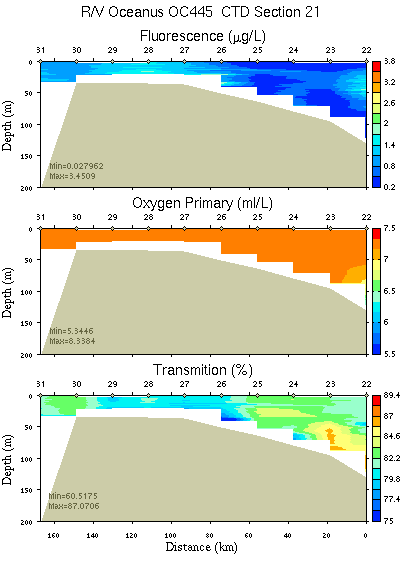 R/V Oceanus OC445 CTD Section 21
Fluorescence (μg/L)
31 30 29 28 27 26 25 24 23 22
0
50
100
150
200
Depth (m)
Min=0.027962
Max=3.4509
3.8
3.2
2.6
2
1.4
0.8
0.2
Oxygen Primary (ml/L)
31 30 29 28 27 26 25 24 23 22
0
50
100
150
200
Depth (m)
Min=5.3446
Max=8.3384
7.5
7
6.5
6
5.5
Transmition (%)
31 30 29 28 27 26 25 24 23 22
0
50
100
150
200
Depth (m)
Min=60.5175
Max=87.0706
89.4
87
84.6
82.2
79.8
77.4
75
160 140 120 100 80 60 40 20 0
Distance (km)